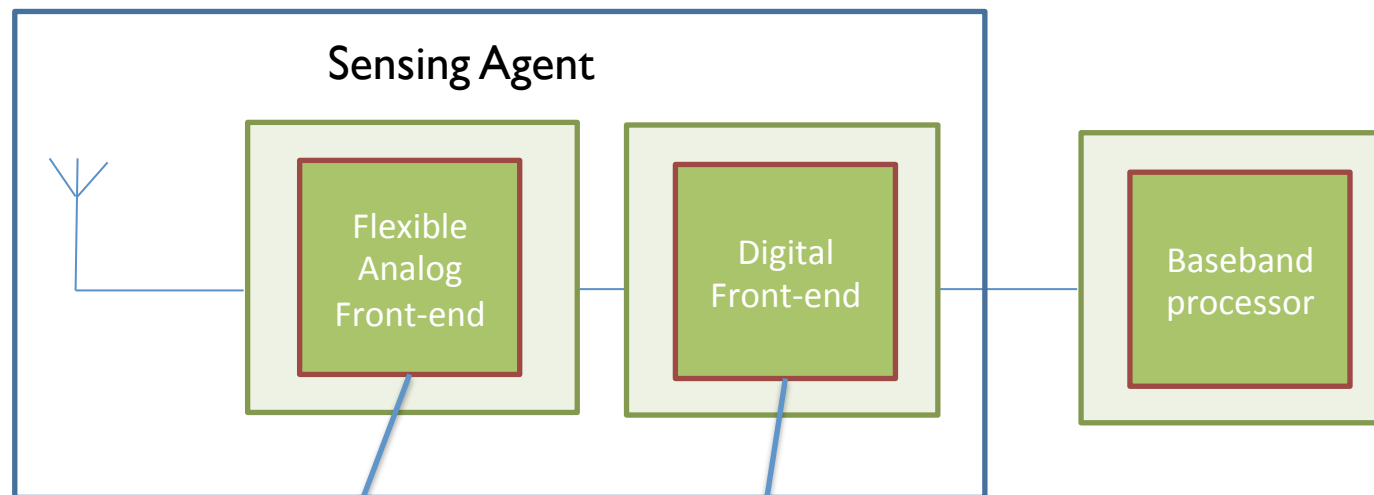 Sensing Agent
Flexible
Analog
Front-end
Digital
Front-end
Baseband
processor